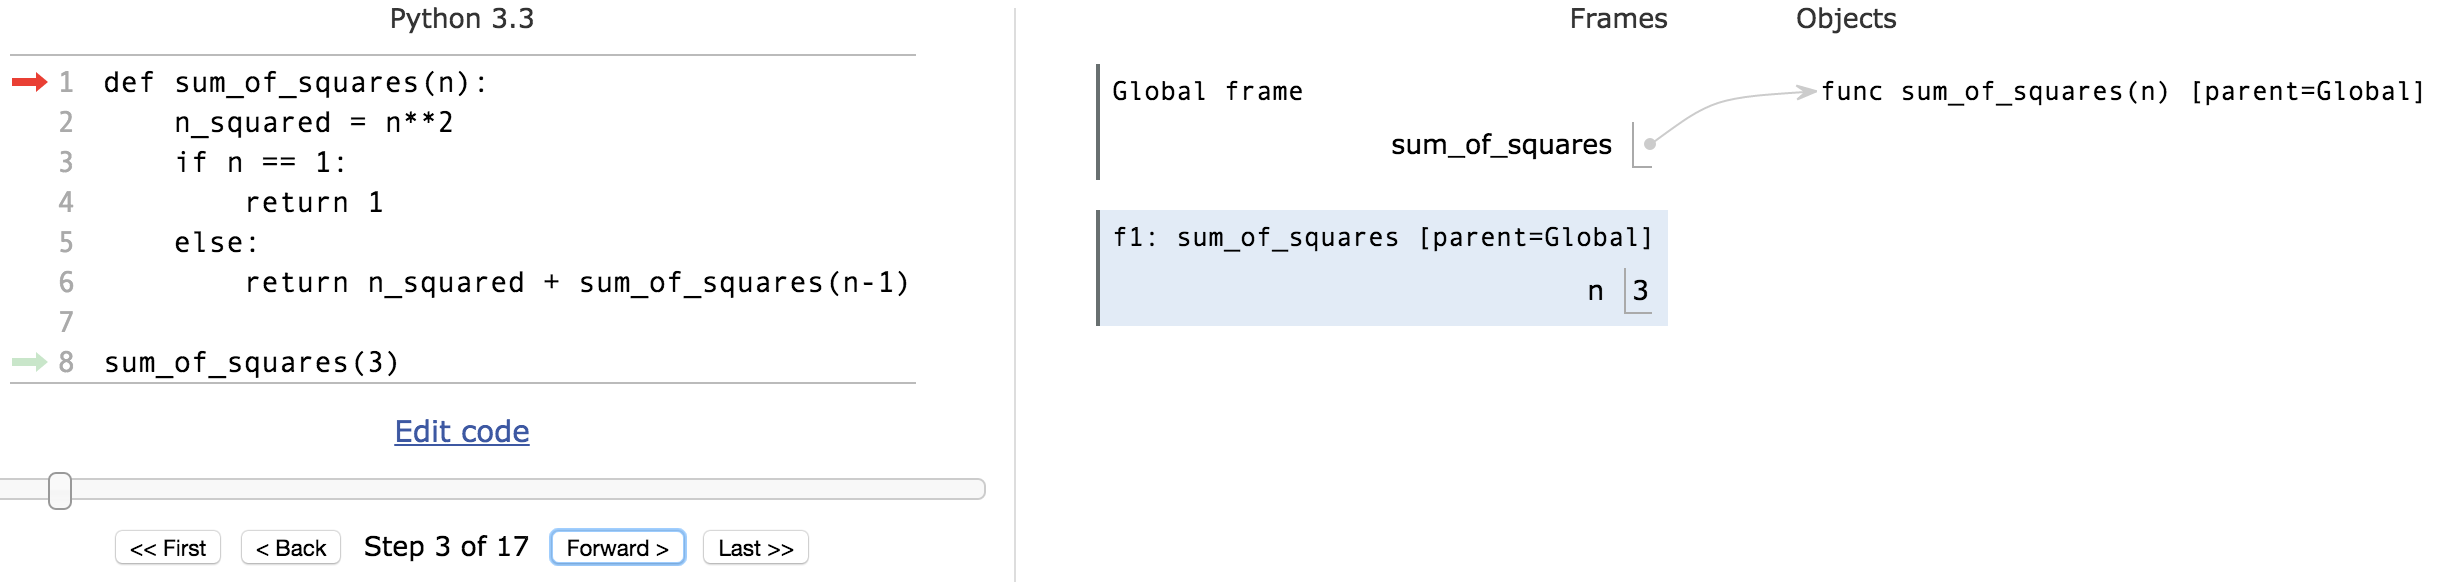 Python 3.3
1 def sum_of_squares(n):
2     n_squared = n**2
3     if n == 1:
4         return 1
5     else:
6         return n_squared + sum_of_squares(n-1)
7
8 sum_of_squares(3)
Edit code
<< First < Back Step 3 of 17 Forward > Last >>
Frames Objects
Global frame
sum_of_squares
func sum_of_squares(n) [parent=Global]
f1: sum_of_squares [parent=Global]
n 3